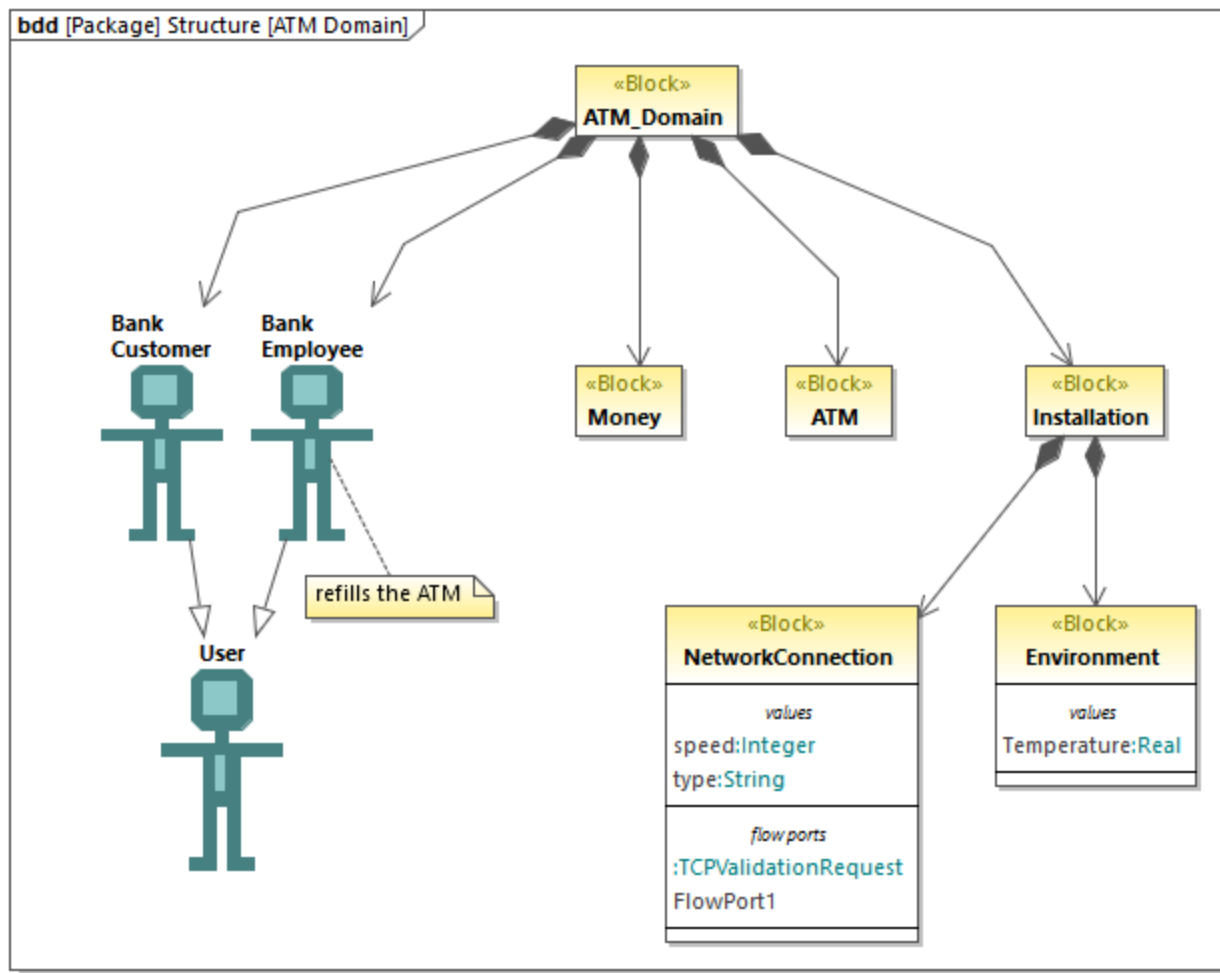 bdd [Package] Structure [ATM Domain]
«Block»
ATM_Domain
Bank
Customer
Bank
Employee
«Block»
Money
«Block»
ATM
«Block»
Installation
refills the ATM
User
«Block»
NetworkConnection
values
speed:Integer
type:String
flow ports
:TCPValidationRequest
FlowPort1
«Block»
Environment
values
Temperature:Real